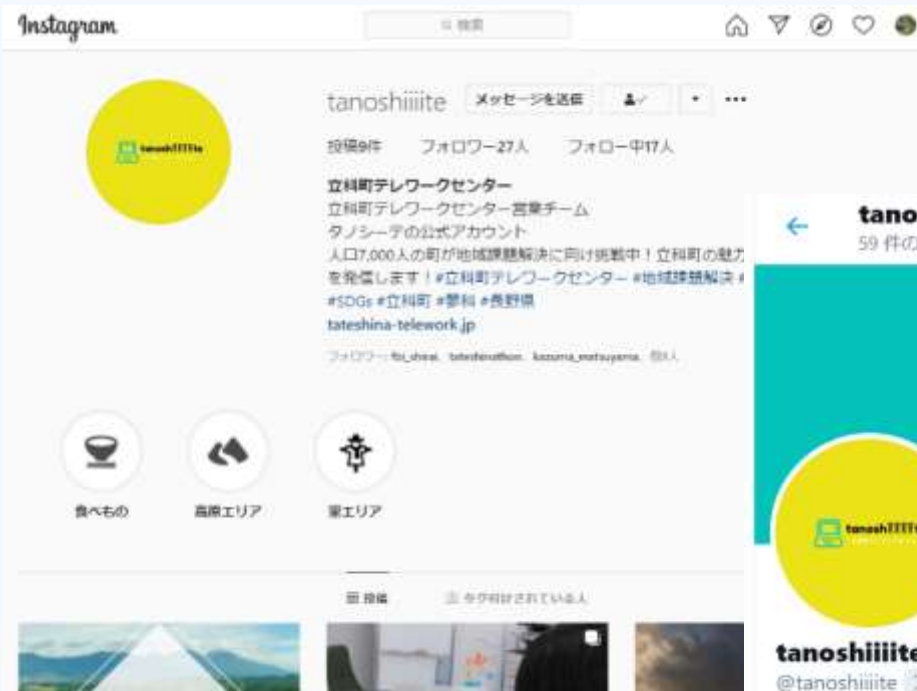 Instagram
検索
tanoshiiiite メッセージを送信
投稿9件 フォロワー27人 フォロー中17人
立科町テレワークセンター
立科町テレワークセンター営業チーム
タノシーテの公式アカウント
人口7,000人の町が地域課題解決に向け挑戦中！立科町の魅力
を発信します！#立科町テレワークセンター #地域課題解決 #
#SDGs #立科町 #蓼科 #長野県
tateshina-telework.jp
フォロワー
食べもの 高原エリア 里エリア
投稿
tano
59 件の
tanoshiiiite
@tanoshiiiite